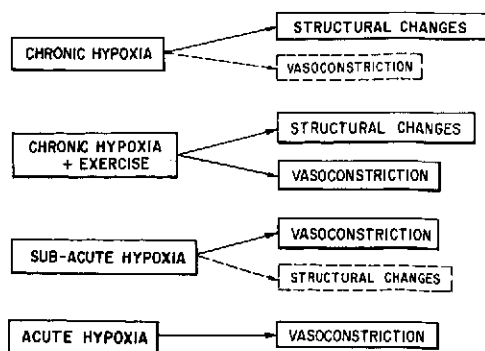 STRUCTURAL CHANGES
CHRONIC HYPOXIA
VASOCONSTRICTION
STRUCTURAL CHANGES
CHRONIC HYPOXIA
+ EXERCISE
VASOCONSTRICTION
VASOCONSTRICTION
SUB-ACUTE HYPOXIA
STRUCTURAL CHANGES
ACUTE HYPOXIA
VASOCONSTRICTION